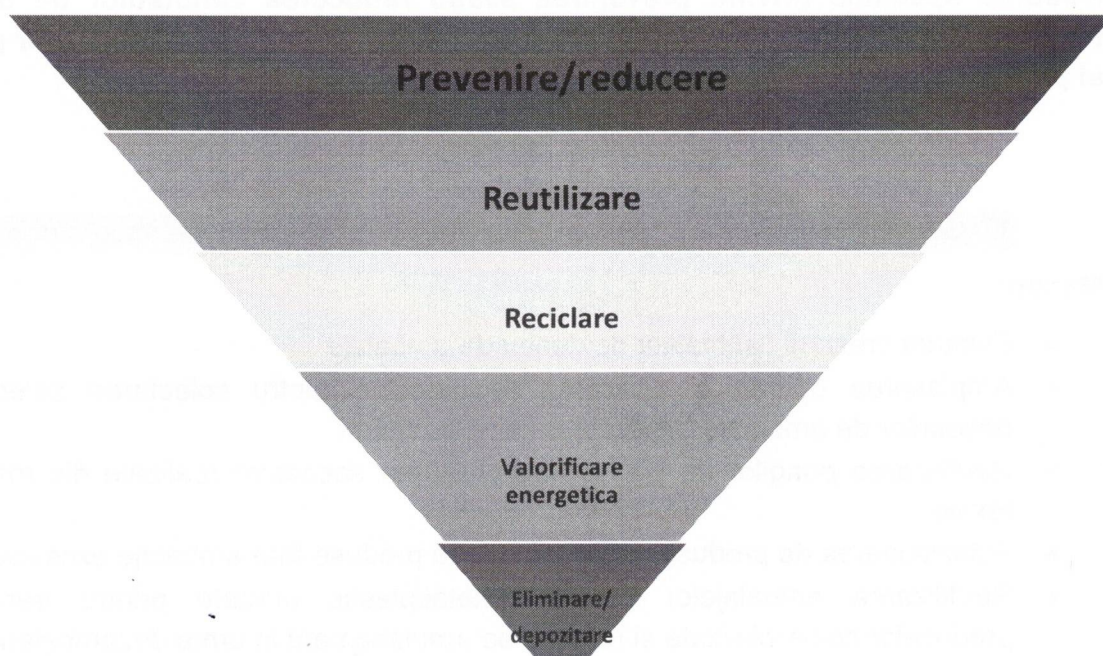 Prevenire/reducere
Reutilizare
Reciclare
Valorificare
energetica
Eliminare/
depozitare